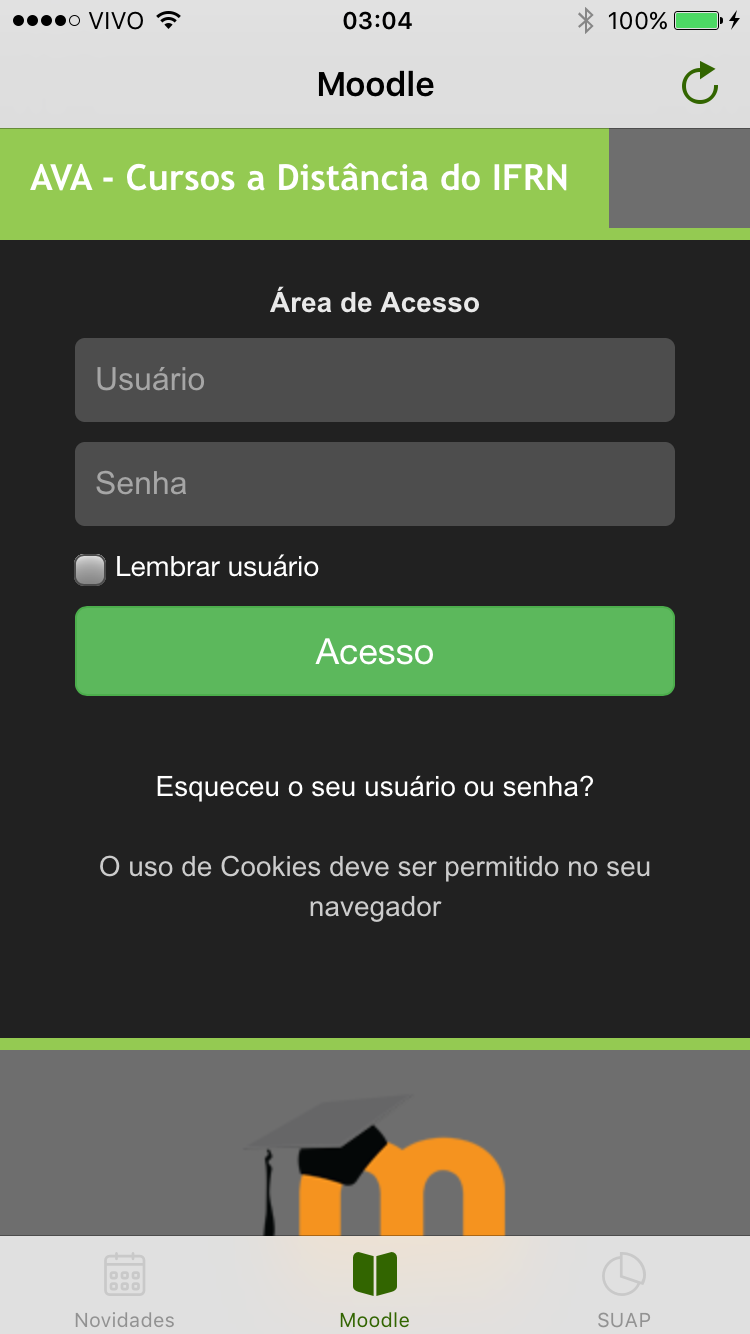 VIVO 03:04 100%
Moodle
AVA - Cursos a Distância do IFRN
Área de Acesso
Usuário
Senha
Lembrar usuário
Acesso
Esqueceu o seu usuário ou senha?
O uso de Cookies deve ser permitido no seu
navegador
m
Novidades Moodle SUAP